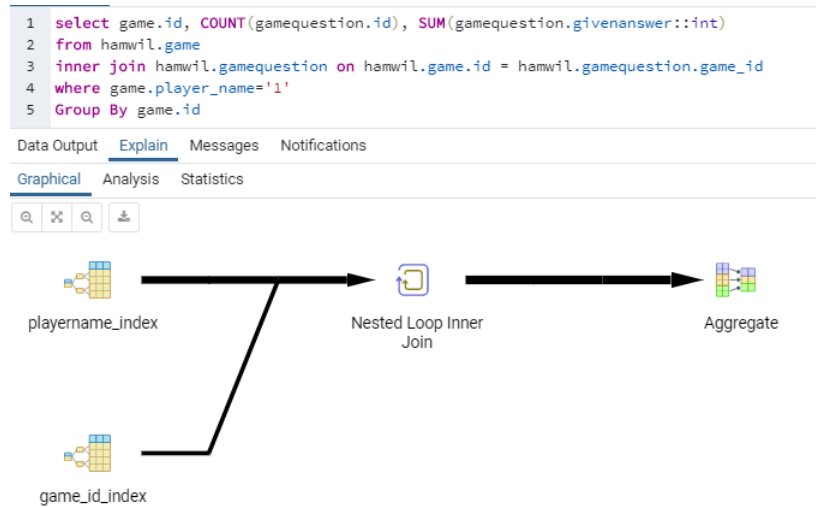 1 select game.id, COUNT(gamequestion.id), SUM(gamequestion.givenanswer::int)
2 from hamwil.game
3 inner join hamwil.gamequestion on hamwil.game.id = hamwil.gamequestion.game_id
4 where game.player_name='1'
5 Group By game.id
Data Output Explain Messages Notifications
Graphical Analysis Statistics
playername_index
Nested Loop Inner
Join
Aggregate
game_id_index